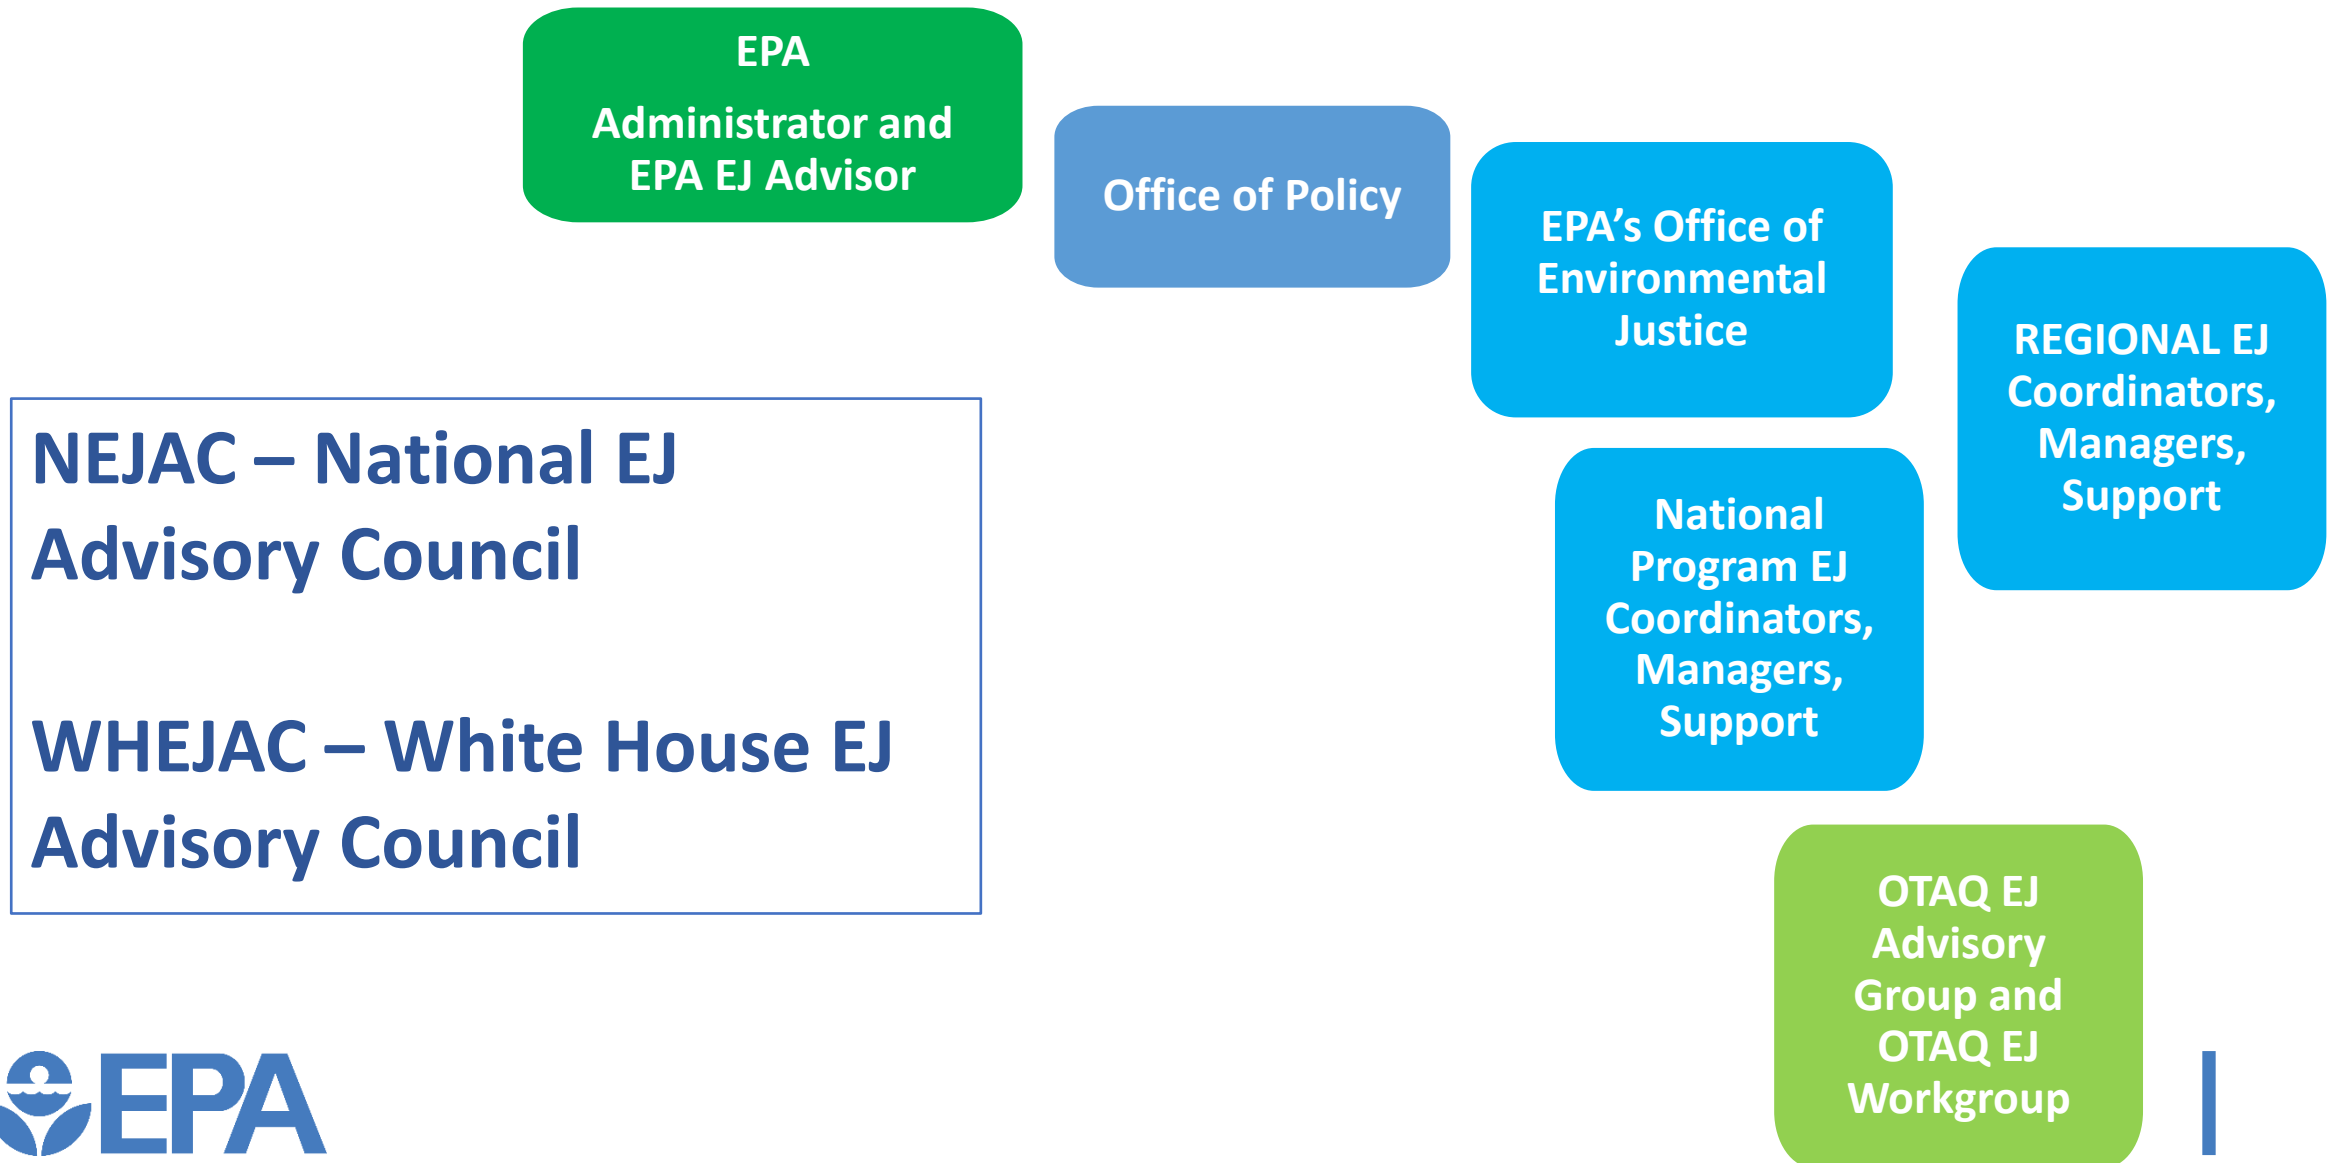 EPA
Administrator and
EPA EJ Advisor
Office of Policy
EPA’s Office of
Environmental
Justice
REGIONAL EJ
Coordinators,
Managers,
Support
NEJAC – National EJ
Advisory Council
WHEJAC – White House EJ
Advisory Council
National
Program EJ
Coordinators,
Managers,
Support
OTAQ EJ
Advisory
Group and
OTAQ EJ
Workgroup
EPA